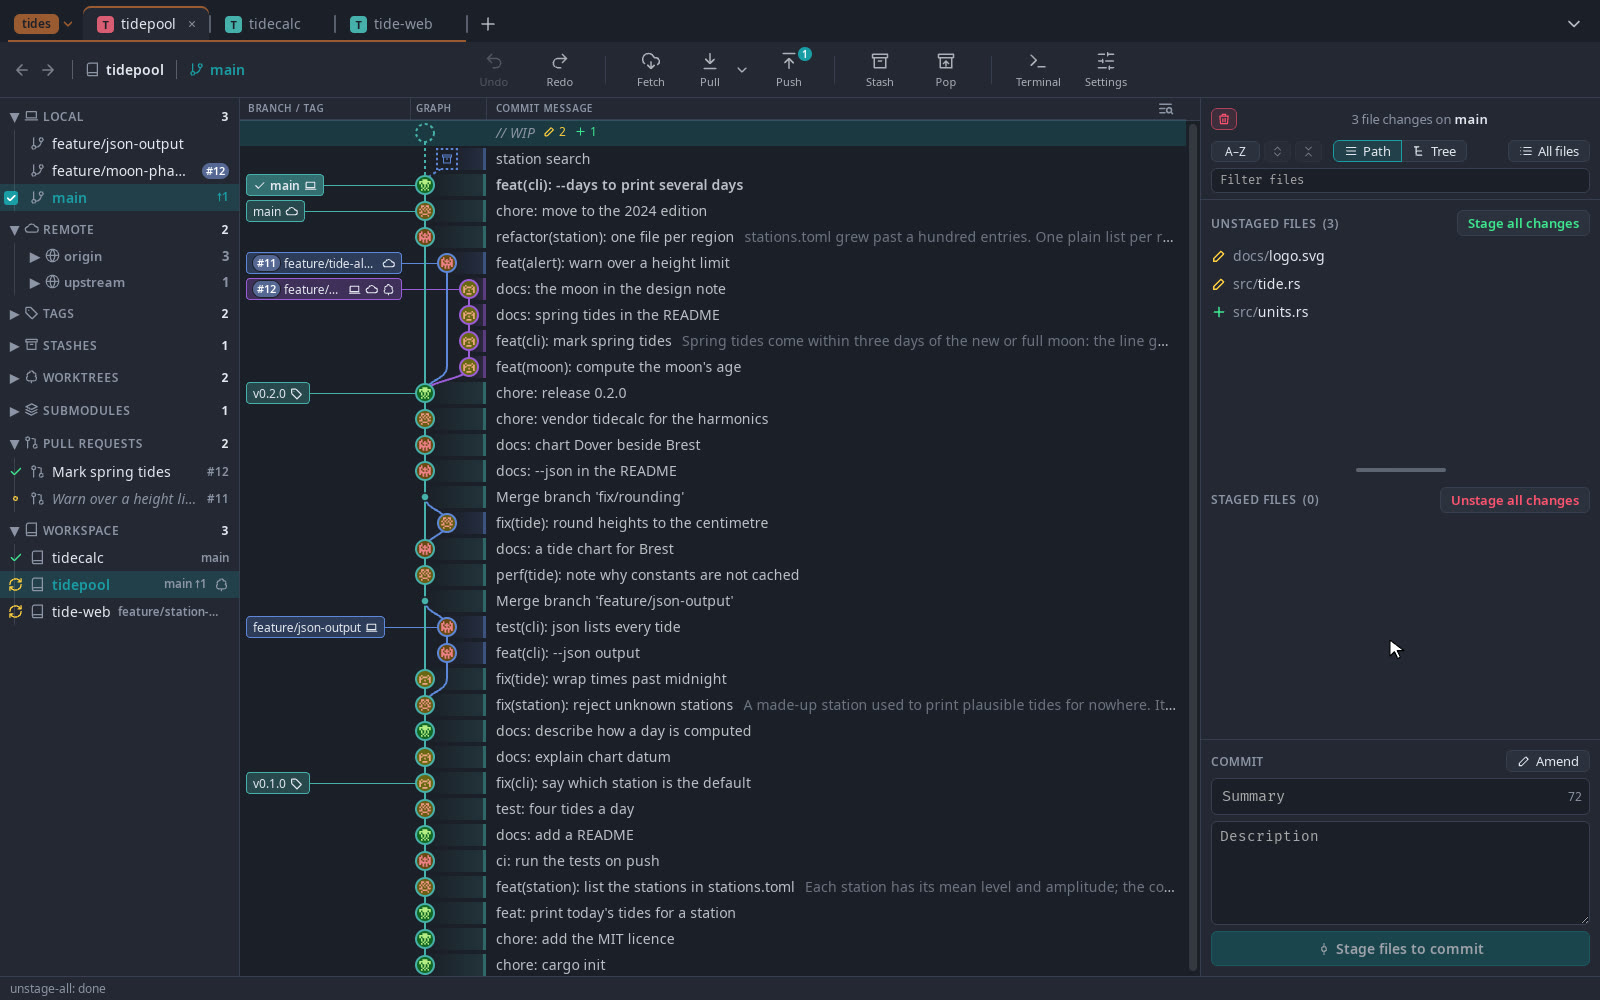 tides
T tidepool ×
T tidecalc
T tide-web
tidepool
main
Undo
Redo
Fetch
Pull
Push
1
Stash
Pop
Terminal
Settings
LOCAL 3
feature/json-output
feature/moon-pha... #12
main ↑1
REMOTE 2
origin 3
upstream 1
TAGS 2
STASHES 1
WORKTREES 2
SUBMODULES 1
PULL REQUESTS 2
Mark spring tides #12
Warn over a height li... #11
WORKSPACE 3
tidecalc main
tidepool main ↑1
tide-web feature/station-...
BRANCH / TAG GRAPH COMMIT MESSAGE
// WIP 2 + 1
station search
main feat(cli): --days to print several days
main chore: move to the 2024 edition
refactor(station): one file per region stations.toml grew past a hundred entries. One plain list per r...
#11 feature/tide-al... feat(alert): warn over a height limit
#12 feature/... docs: the moon in the design note
docs: spring tides in the README
feat(cli): mark spring tides Spring tides come within three days of the new or full moon: the line g...
feat(moon): compute the moon's age
v0.2.0 chore: release 0.2.0
chore: vendor tidecalc for the harmonics
docs: chart Dover beside Brest
docs: --json in the README
Merge branch 'fix/rounding'
fix(tide): round heights to the centimetre
docs: a tide chart for Brest
perf(tide): note why constants are not cached
Merge branch 'feature/json-output'
feature/json-output test(cli): json lists every tide
feat(cli): --json output
fix(tide): wrap times past midnight
fix(station): reject unknown stations A made-up station used to print plausible tides for nowhere. It...
docs: describe how a day is computed
docs: explain chart datum
v0.1.0 fix(cli): say which station is the default
test: four tides a day
docs: add a README
ci: run the tests on push
feat(station): list the stations in stations.toml Each station has its mean level and amplitude; the co...
feat: print today's tides for a station
chore: add the MIT licence
chore: cargo init
3 file changes on main
A–Z Path Tree All files
Filter files
UNSTAGED FILES (3) Stage all changes
docs/logo.svg
src/tide.rs
+ src/units.rs
STAGED FILES (0) Unstage all changes
COMMIT Amend
Summary 72
Description
Stage files to commit
unstage-all: done